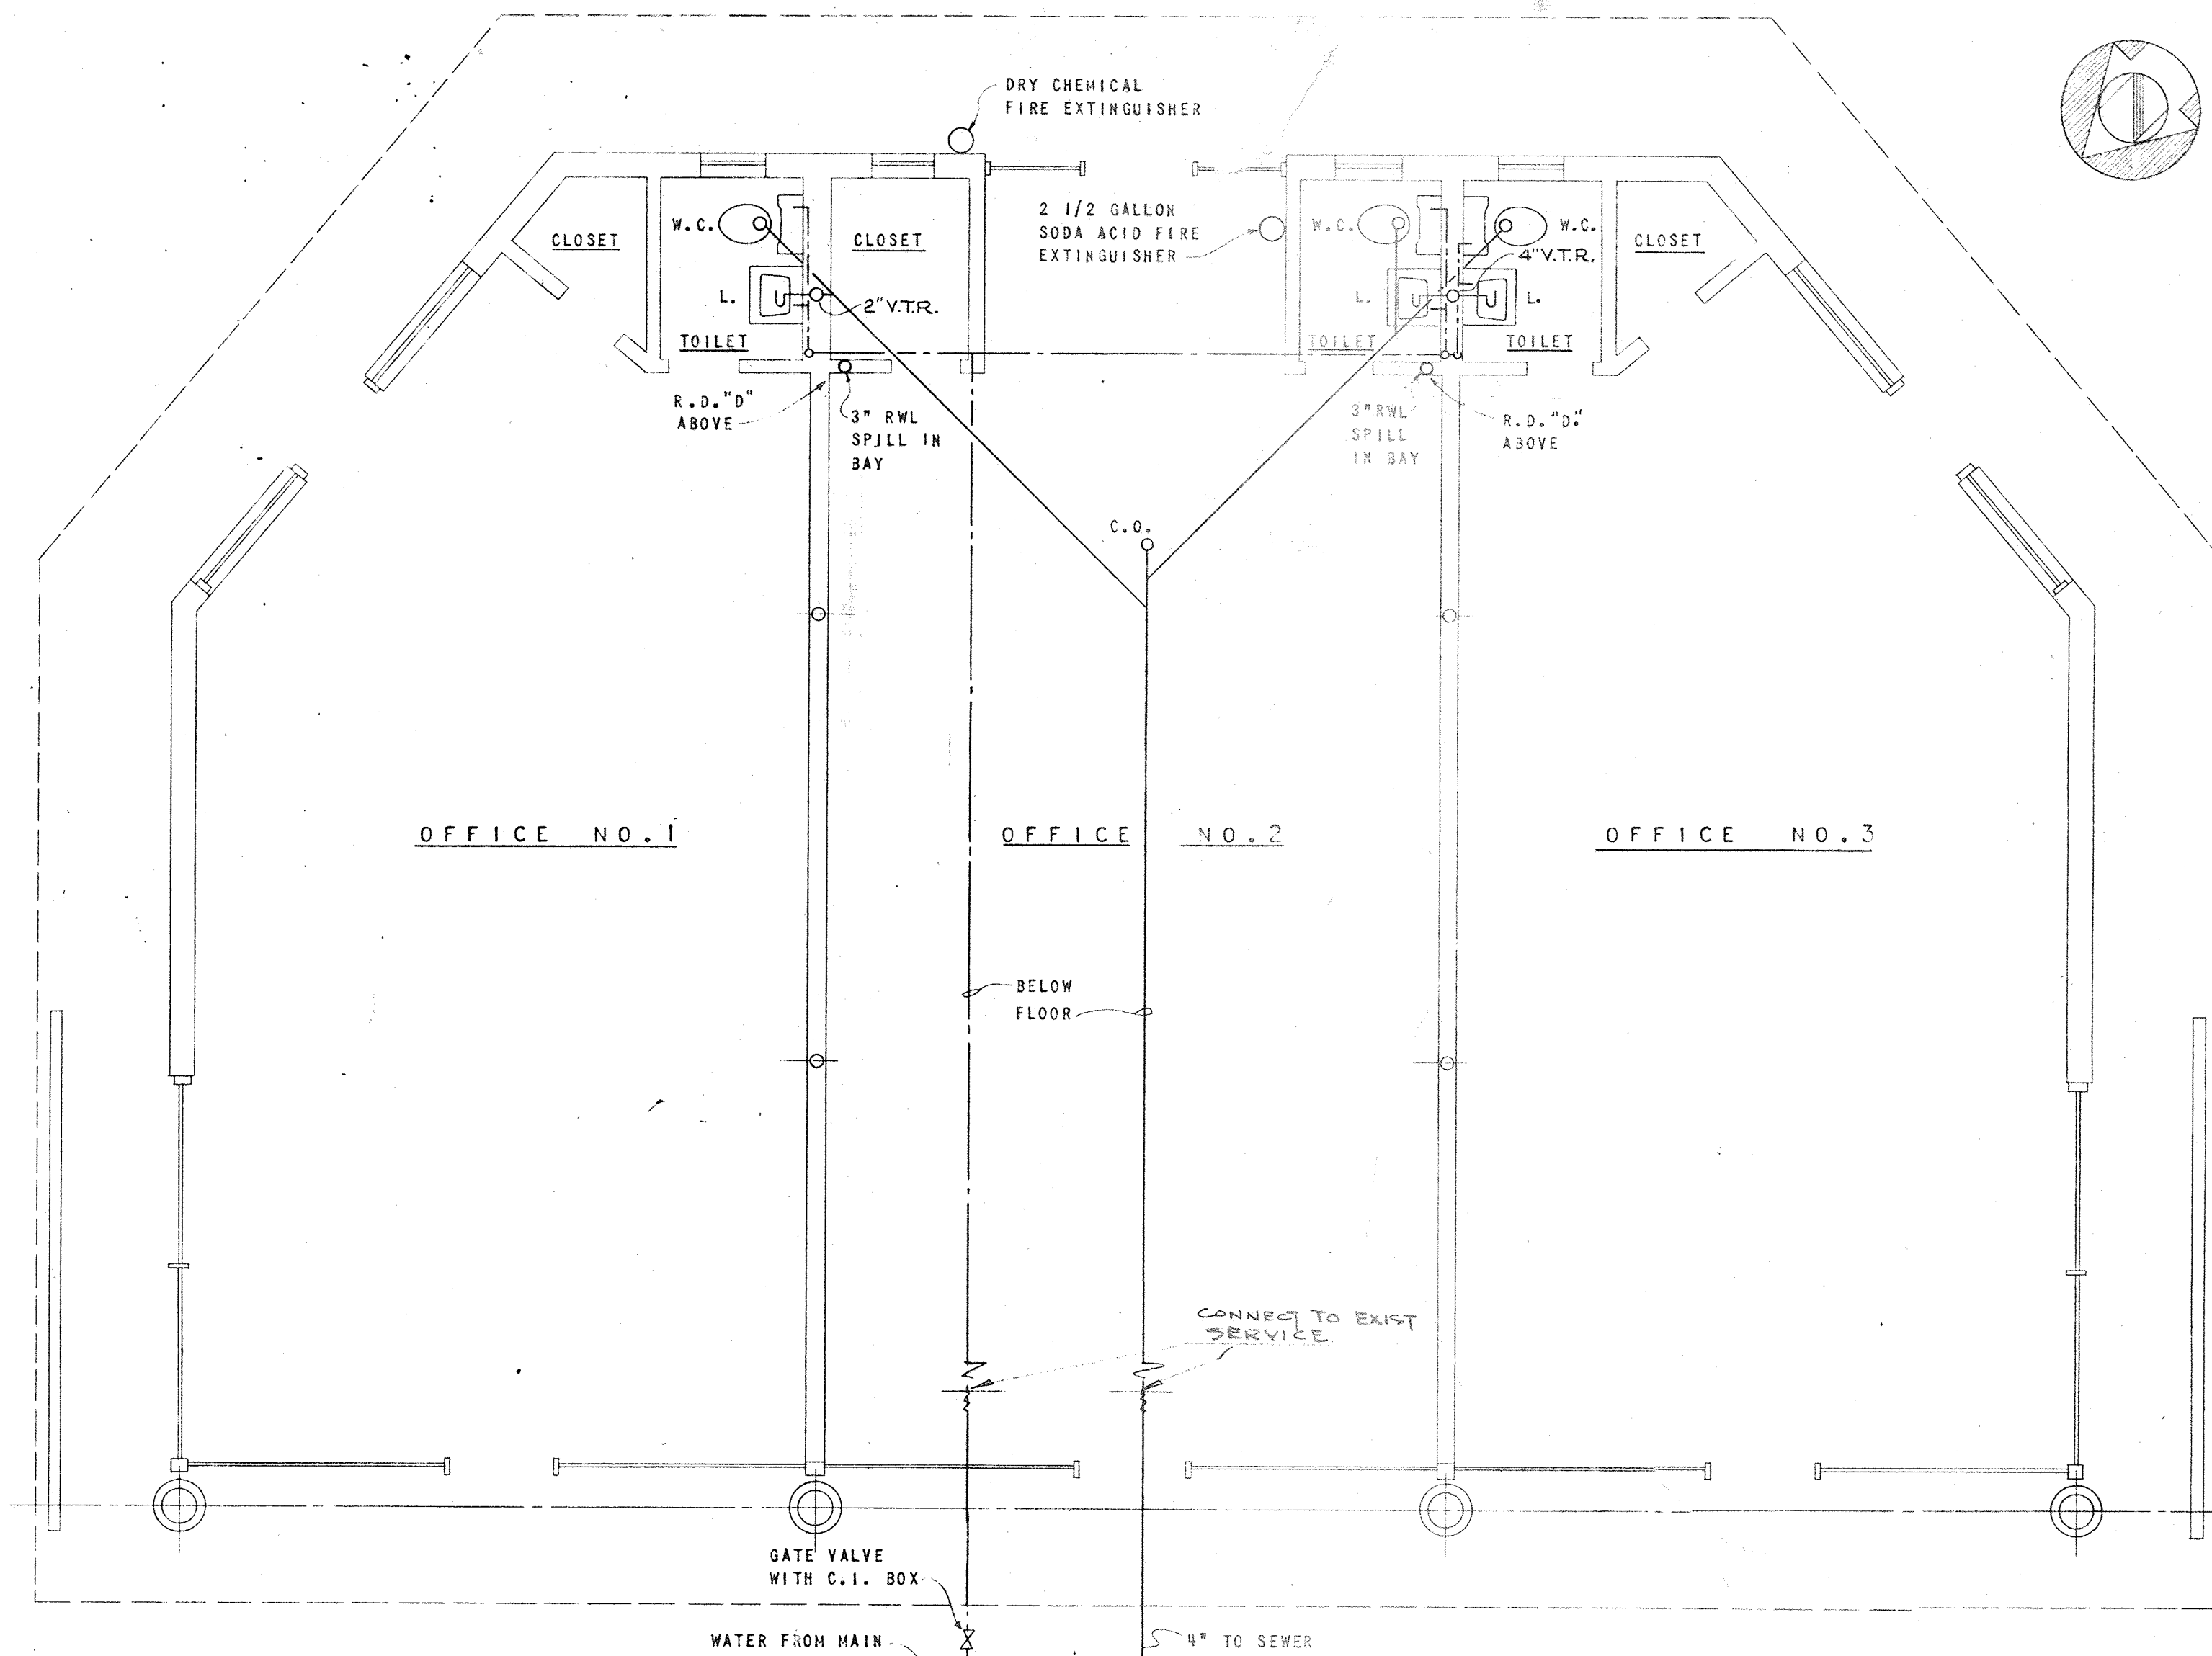 DRY CHEMICAL
FIRE EXTINGUISHER
2 1/2 GALLON
SODA ACID FIRE
EXTINGUISHER
W.C.
CLOSET
CLOSET
L.
2" V.T.R.
TOILET
W.C.
W.C.
CLOSET
4" V.T.R.
L.
L.
TOILET
TOILET
R.D."D"
ABOVE
3" RWL
SPILL IN
BAY
3" RWL
SPILL
IN BAY
R.D."D"
ABOVE
C.O.
OFFICE NO.1
OFFICE NO.2
OFFICE NO.3
BELOW
FLOOR
CONNECT TO EXIST
SERVICE.
GATE VALVE
WITH C.I. BOX
WATER FROM MAIN
4" TO SEWER